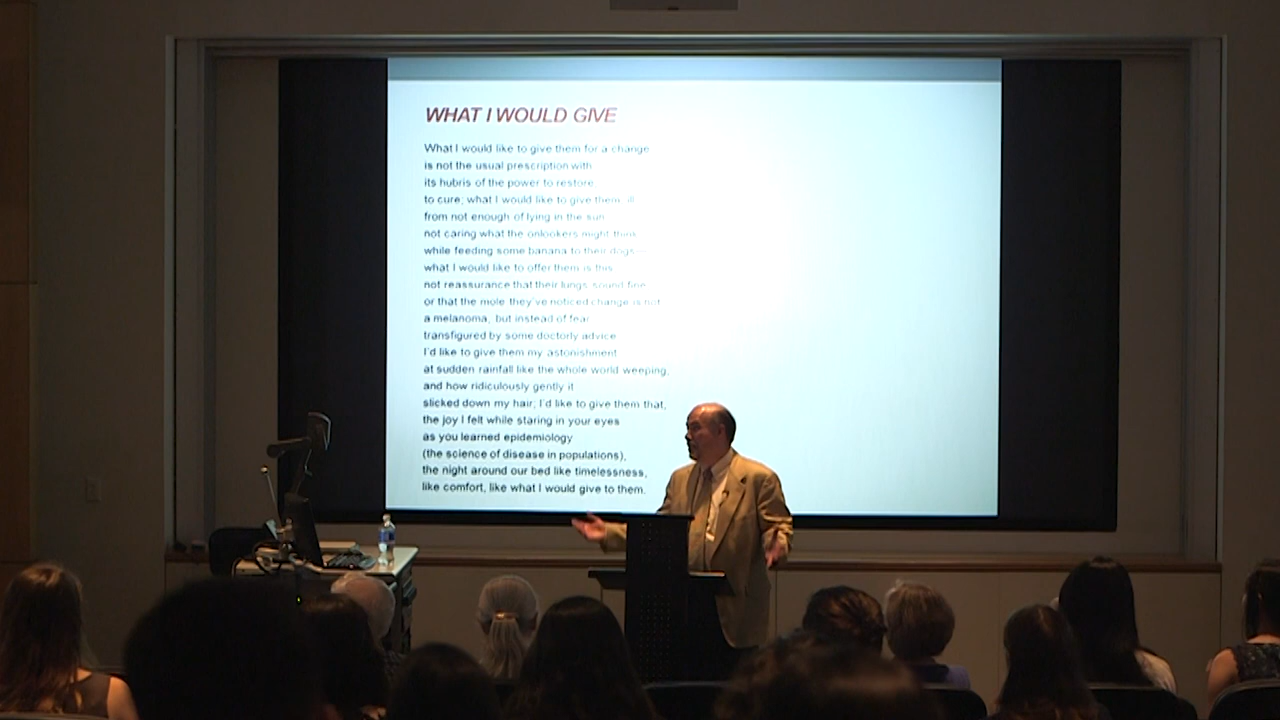 WHAT I WOULD GIVE
What I would like to give them for a change
is not the usual prescription with
its hubris of the power to restore
to cure; what I would like to give them, ill
from not enough of lying in the sun
not caring what the onlookers might think
while feeding some banana to their dogs—
what I would like to offer them is this
not reassurance that their lungs sound fine
or that the mole they've noticed change is not
a melanoma, but instead of fear
transfigured by some doctorly advice
I'd like to give them my astonishment
at sudden rainfall like the whole world weeping,
and how ridiculously gently it
slicked down my hair; I'd like to give them that,
the joy I felt while staring in your eyes
as you learned epidemiology
(the science of disease in populations),
the night around our bed like timelessness,
like comfort, like what I would give to them.